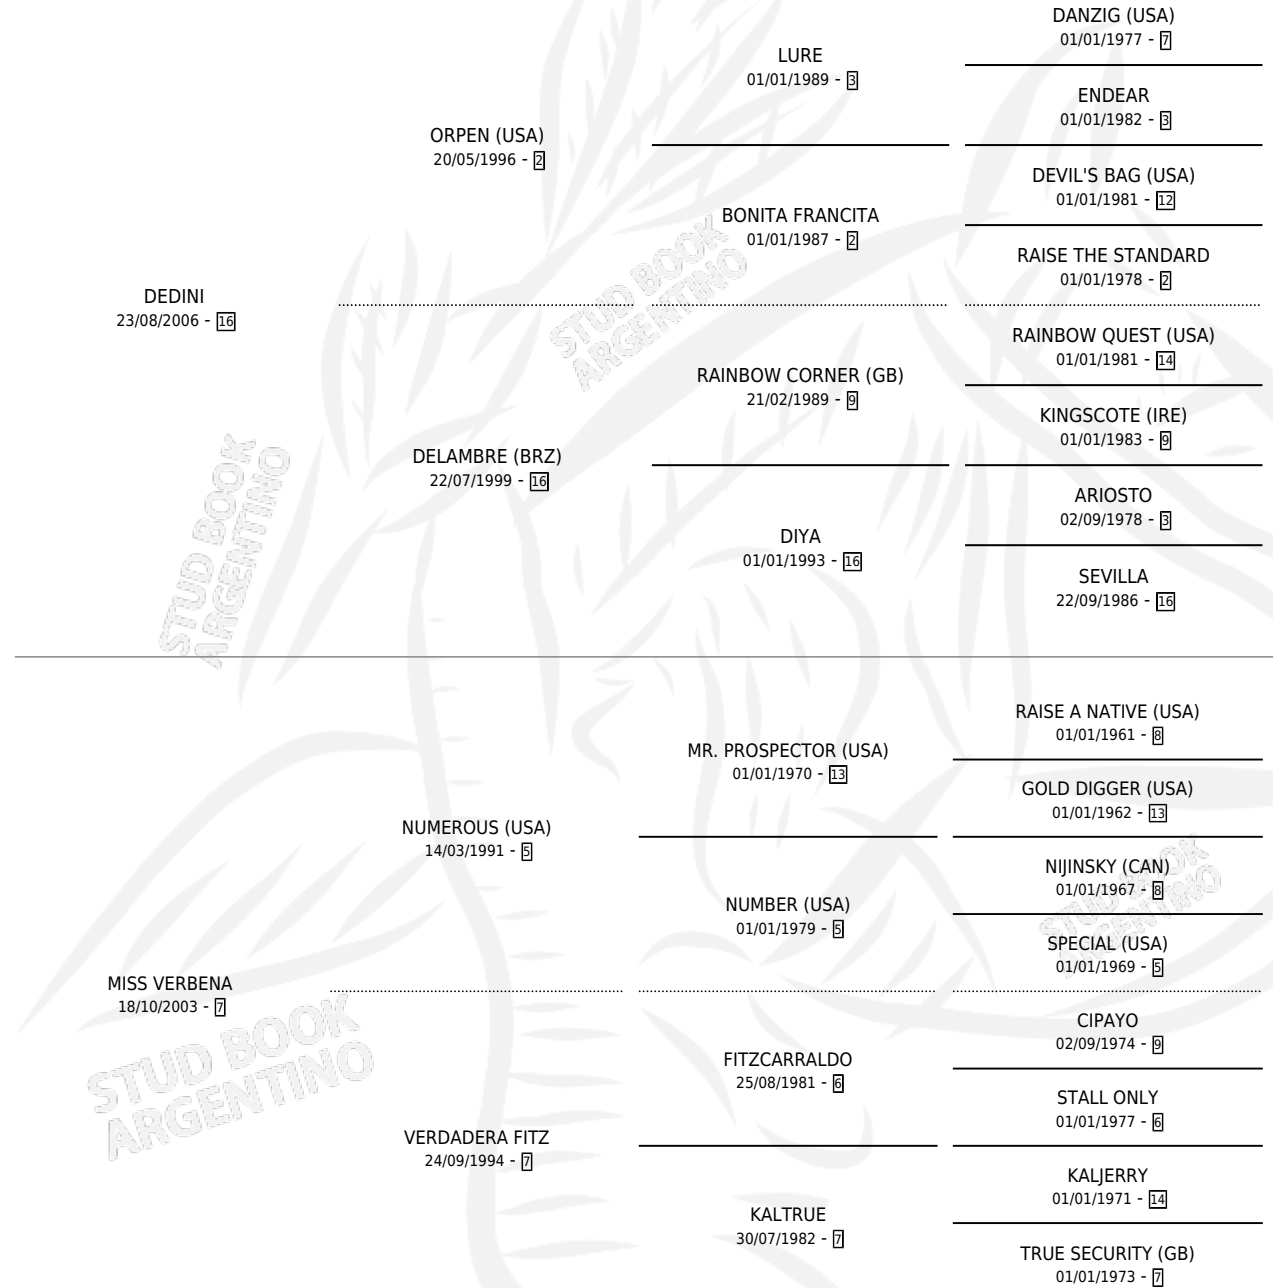 DANZIG (USA)
01/01/1977 - 7
LURE
01/01/1989 - 3
ENDEAR
01/01/1982 - 3
ORPEN (USA)
20/05/1996 - 2
DEVIL'S BAG (USA)
01/01/1981 - 12
BONITA FRANCITA
01/01/1987 - 2
RAISE THE STANDARD
01/01/1978 - 2
DEDINI
23/08/2006 - 16
RAINBOW QUEST (USA)
01/01/1981 - 14
RAINBOW CORNER (GB)
21/02/1989 - 9
KINGSCOTE (IRE)
01/01/1983 - 9
DELAMBRE (BRZ)
22/07/1999 - 16
ARIOSTO
02/09/1978 - 3
DIYA
01/01/1993 - 16
SEVILLA
22/09/1986 - 16
STUD BOOK
ARGENTINO
STUD BOOK
ARGENTINO
RAISE A NATIVE (USA)
01/01/1961 - 8
MR. PROSPECTOR (USA)
01/01/1970 - 13
GOLD DIGGER (USA)
01/01/1962 - 13
NUMEROUS (USA)
14/03/1991 - 5
NIJINSKY (CAN)
01/01/1967 - 8
NUMBER (USA)
01/01/1979 - 5
SPECIAL (USA)
01/01/1969 - 5
MISS VERBENA
18/10/2003 - 7
CIPAYO
02/09/1974 - 9
FITZCARRALDO
25/08/1981 - 6
STALL ONLY
01/01/1977 - 6
VERDADERA FITZ
24/09/1994 - 7
KALJERRY
01/01/1971 - 14
KALTRUE
30/07/1982 - 7
TRUE SECURITY (GB)
01/01/1973 - 7
STUD BOOK
ARGENTINO
STUD BOOK
ARGENTINO